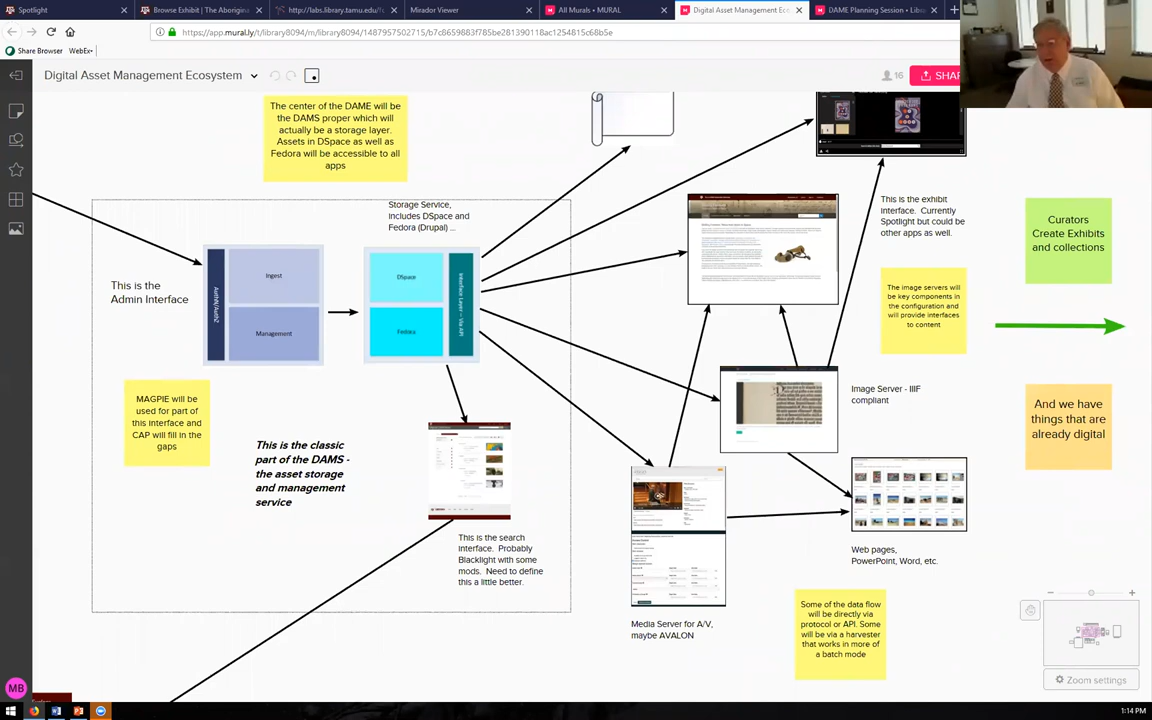 Spotlight
Browse Exhibit | The Aboriginal
http://labs.library.tamu.edu/
Mirador Viewer
All Murals • MURAL
Digital Asset Management Eco
DAME Planning Session • Libr
https://app.mural.ly/t/library8094/m/library8094/1487957502715/b7c6659883f785be281390118ac1254815c68b5e
Share Browser
WebEx
Digital Asset Management Ecosystem
16
SHAR
The center of the DAME will be
the DAMS proper which will
actually be a storage layer.
Assets in DSpace as well as
Fedora will be accessible to all
apps
Storage Service,
includes DSpace and
Fedora (Drupal) ...
This is the
Admin Interface
AuthN/AuthZ
Ingest
Management
DSpace
Fedora
Interface Layer – Via API
This is the exhibit
Interface. Currently
Spotlight but could be
other apps as well.
Curators
Create Exhibits
and collections
The image servers will
be key components in
the configuration and
will provide interfaces
to content
MAGPIE will be
used for part of
this interface and
CAP will fill in the
gaps
This is the classic
part of the DAMS -
the asset storage
and management
service
Image Server - IIIF
compliant
And we have
things that are
already digital
This is the search
Interface. Probably
Blacklight with some
mods. Need to define
this a little better.
Web pages,
PowerPoint, Word, etc.
Media Server for A/V,
maybe AVALON
Some of the data flow
will be directly via
protocol or API. Some
will be via a harvester
that works in more of
a batch mode
Zoom settings
MB
1:14 PM